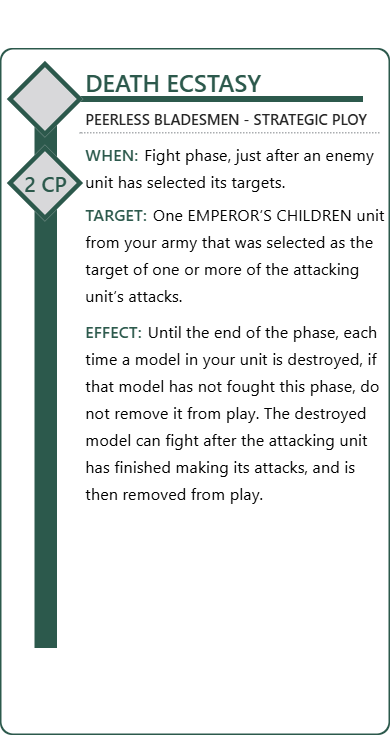 DEATH ECSTASY
PEERLESS BLADESMEN - STRATEGIC PLOY
2 CP
WHEN: Fight phase, just after an enemy
unit has selected its targets.
TARGET: One EMPEROR'S CHILDREN unit
from your army that was selected as the
target of one or more of the attacking
unit's attacks.
EFFECT: Until the end of the phase, each
time a model in your unit is destroyed, if
that model has not fought this phase, do
not remove it from play. The destroyed
model can fight after the attacking unit
has finished making its attacks, and is
then removed from play.